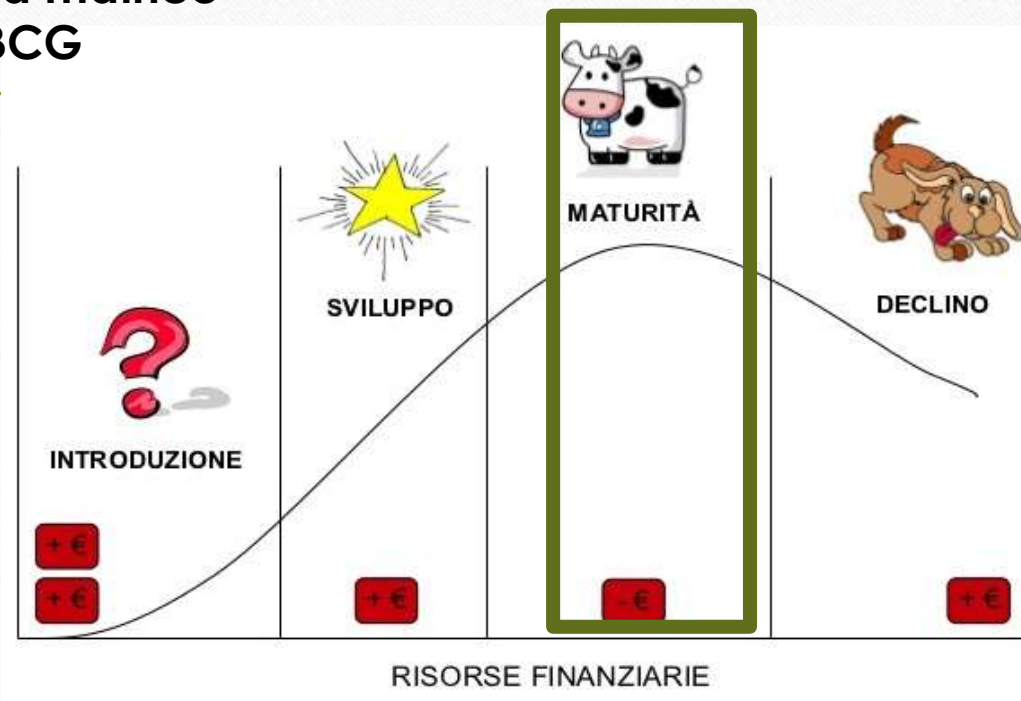 BCG
MATURITÀ
SVILUPPO
DECLINO
INTRODUZIONE
+ €
+ €
+ €
- €
+ €
RISORSE FINANZIARIE